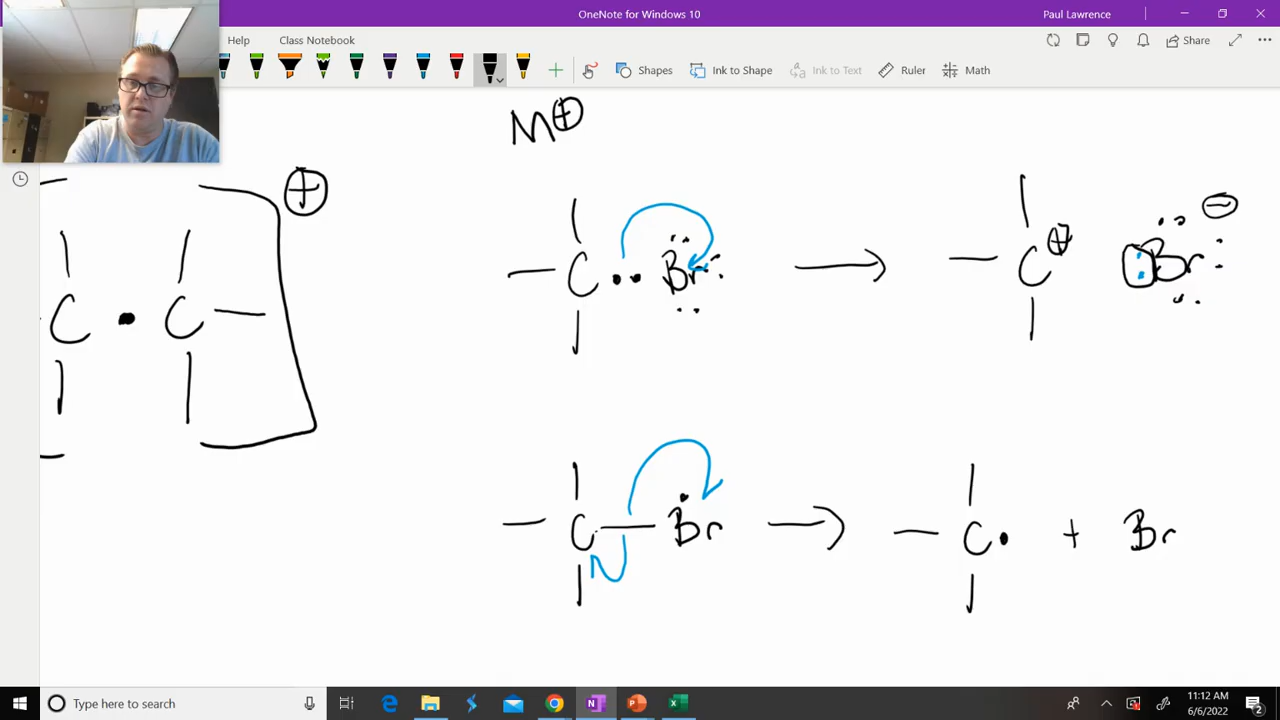 OneNote for Windows 10
Paul Lawrence
Help
Class Notebook
Shapes
Ink to Shape
Ink to Text
Ruler
Math
Share
M⊕
⊕
C • C
C •• Br
C⊕ :Br ⊖
C — Br
C• + Br
Type here to search
11:12 AM
6/6/2022
2